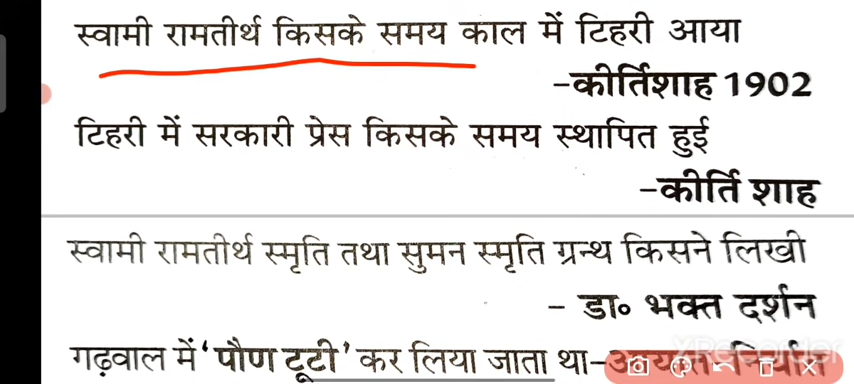 स्वामी रामतीर्थ किसके समय काल में टिहरी आया
-कीर्तिशाह 1902
टिहरी में सरकारी प्रेस किसके समय स्थापित हुई
-कीर्ति शाह
स्वामी रामतीर्थ स्मृति तथा सुमन स्मृति ग्रन्थ किसने लिखी
- डा० भक्त दर्शन
गढ़वाल में 'पौण टूटी' कर लिया जाता था-
XRecorder